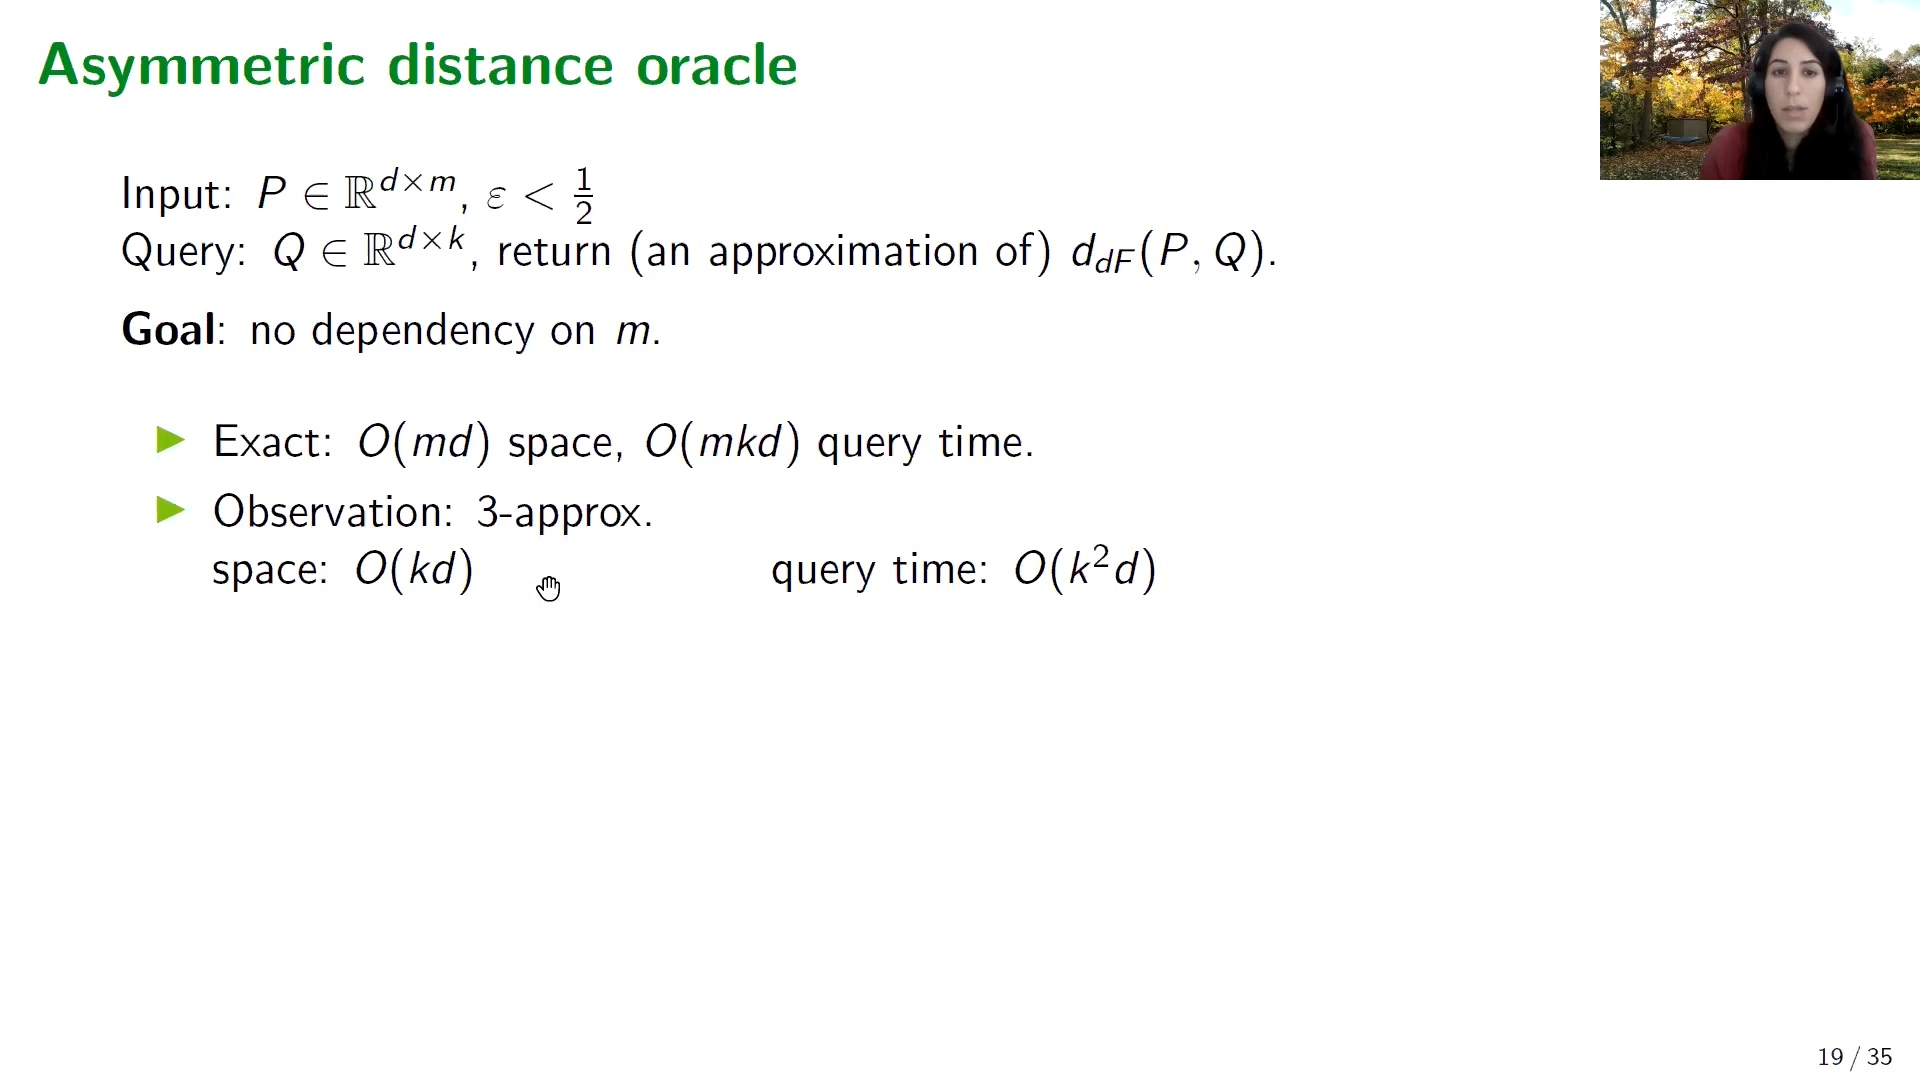 Asymmetric distance oracle
Input: P ∈ ℝ^{d×m}, ε < 1/2
Query: Q ∈ ℝ^{d×k}, return (an approximation of) d_{dF}(P, Q).
Goal: no dependency on m.
▶ Exact: O(md) space, O(mkd) query time.
▶ Observation: 3-approx.
space: O(kd) query time: O(k²d)
19 / 35